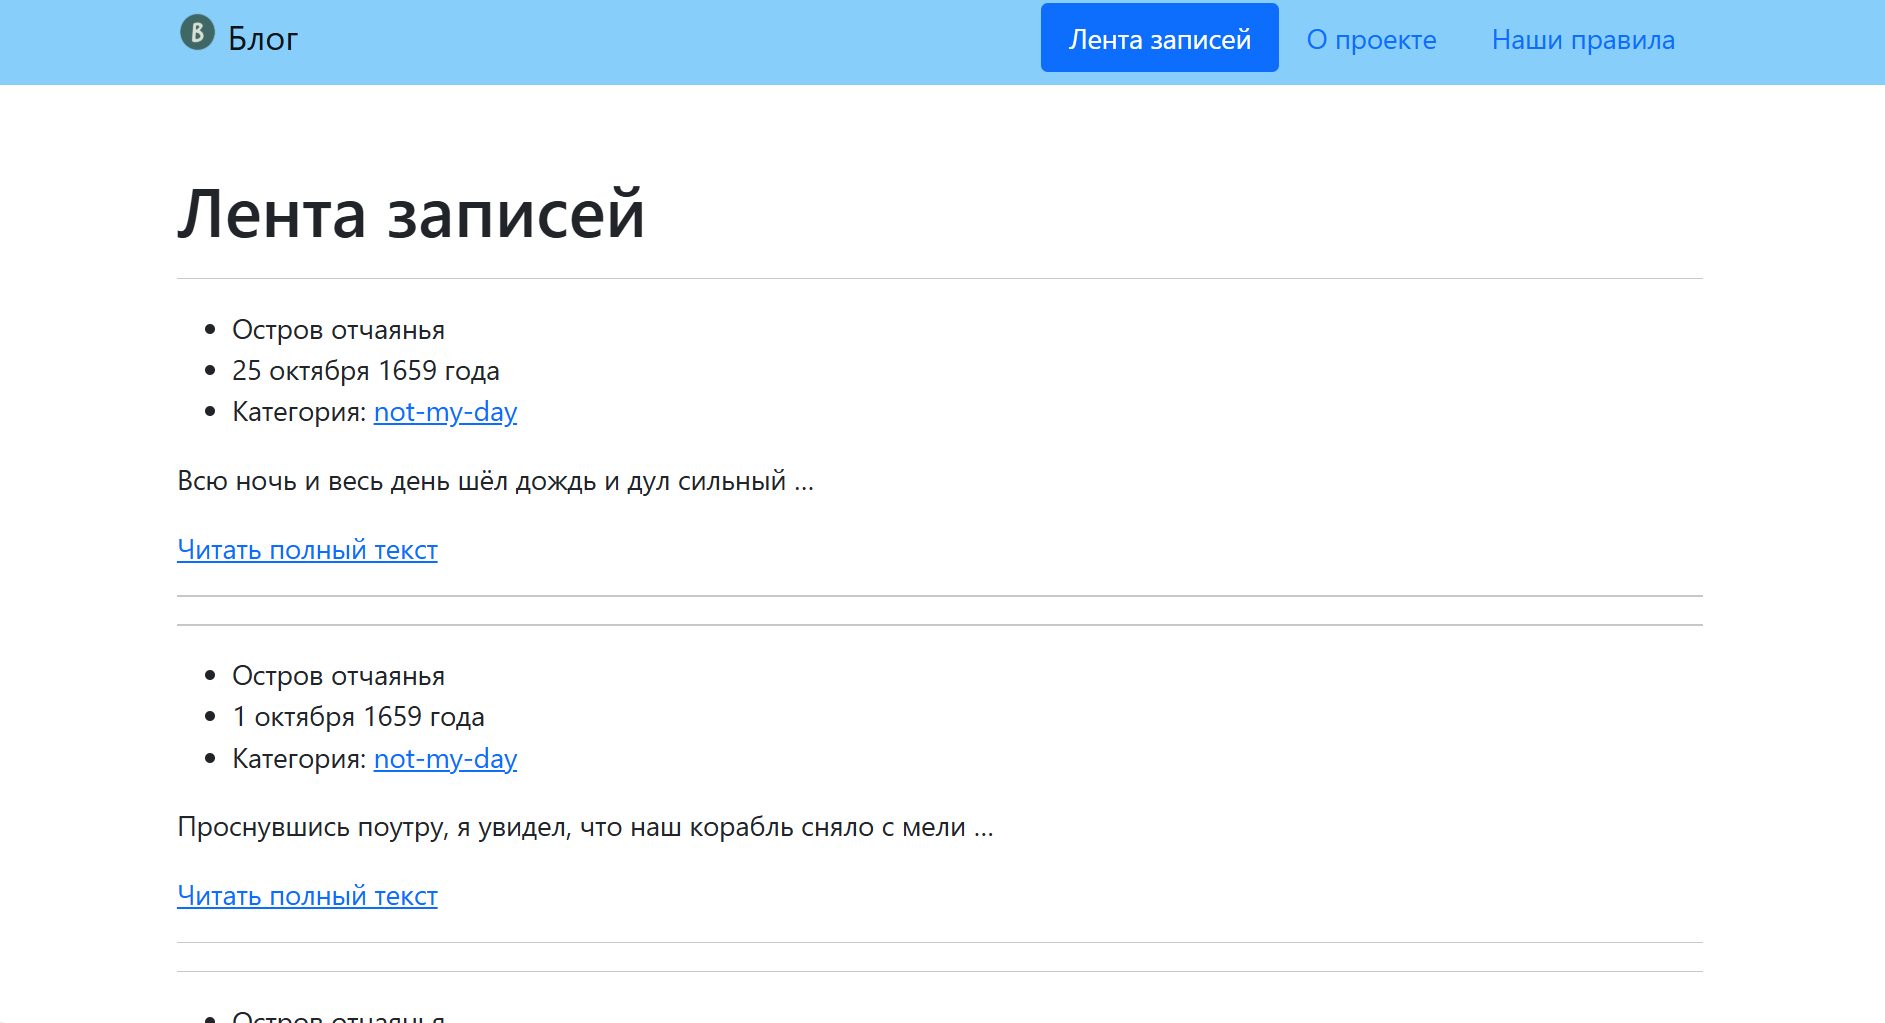 B Блог
Лента записей О проекте Наши правила
Лента записей
Остров отчаянья
25 октября 1659 года
Категория: not-my-day
Всю ночь и весь день шёл дождь и дул сильный ...
Читать полный текст
Остров отчаянья
1 октября 1659 года
Категория: not-my-day
Проснувшись поутру, я увидел, что наш корабль сняло с мели ...
Читать полный текст
Остров отчаянья